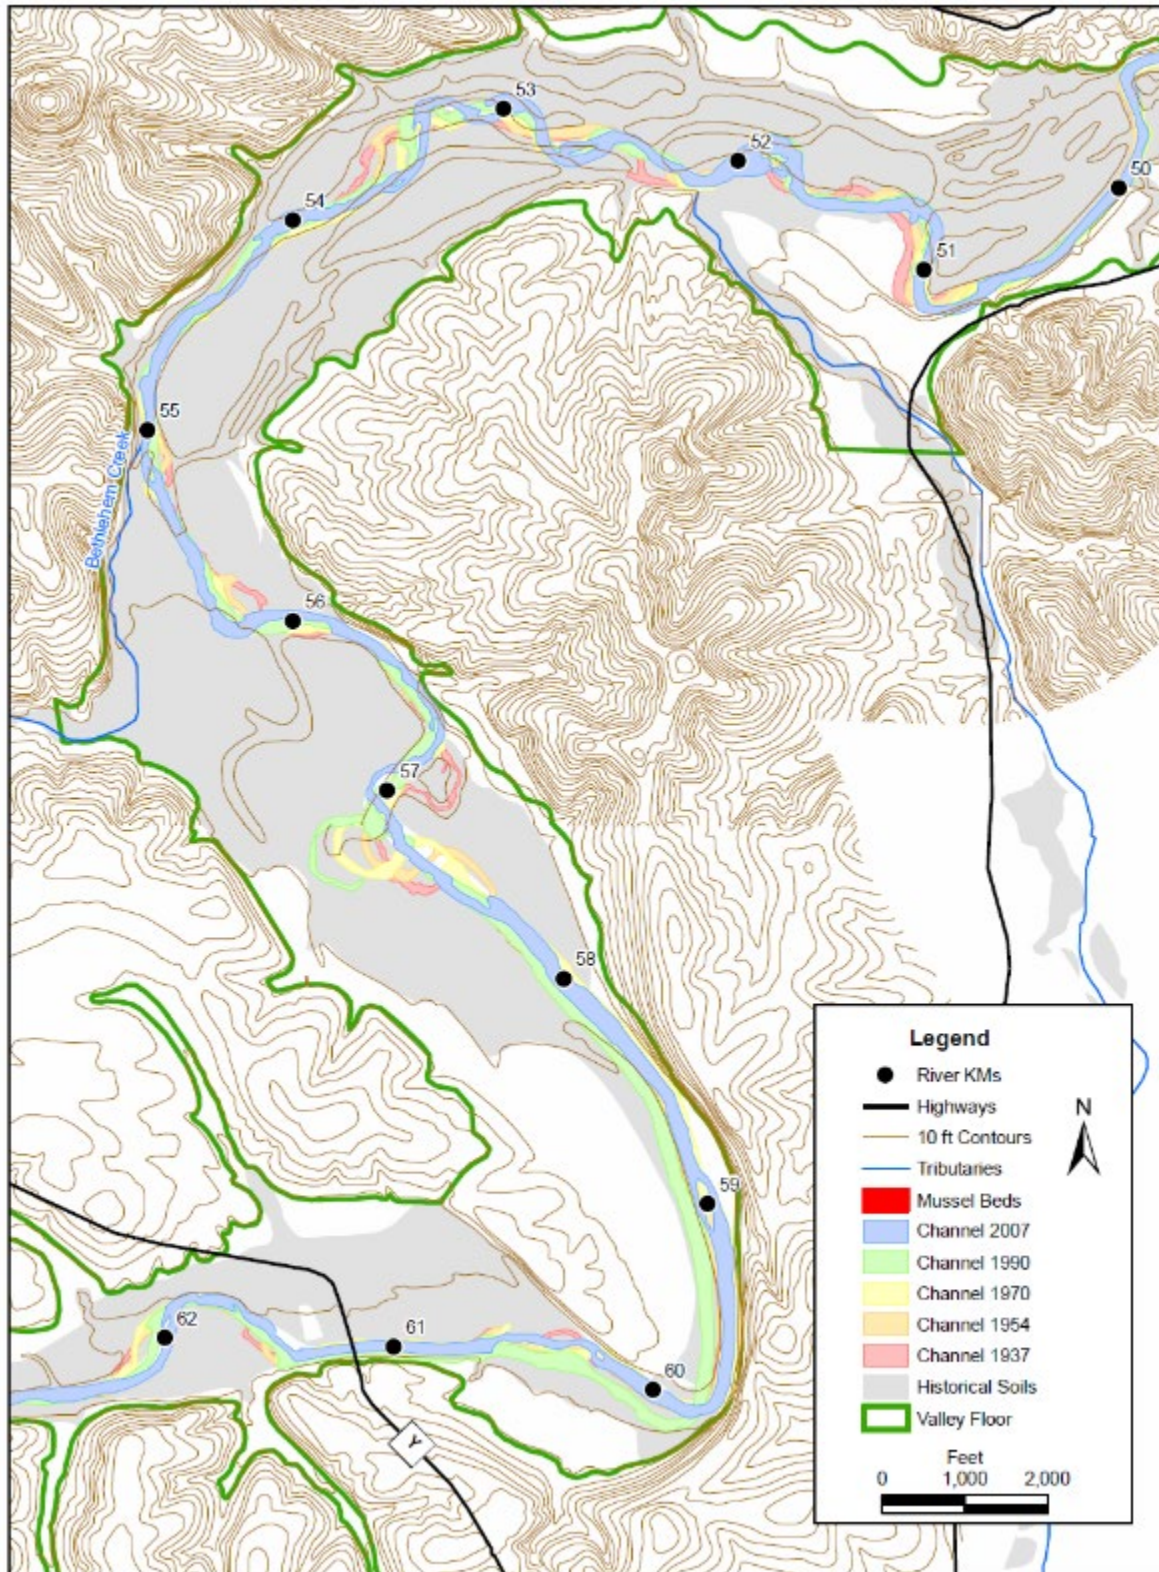 53
52
50
54
51
55
Bethlehem Creek
56
57
58
59
62
61
60
Y
Legend
River KMs
Highways
10 ft Contours
Tributaries
Mussel Beds
Channel 2007
Channel 1990
Channel 1970
Channel 1954
Channel 1937
Historical Soils
Valley Floor
N
Feet
0 1,000 2,000